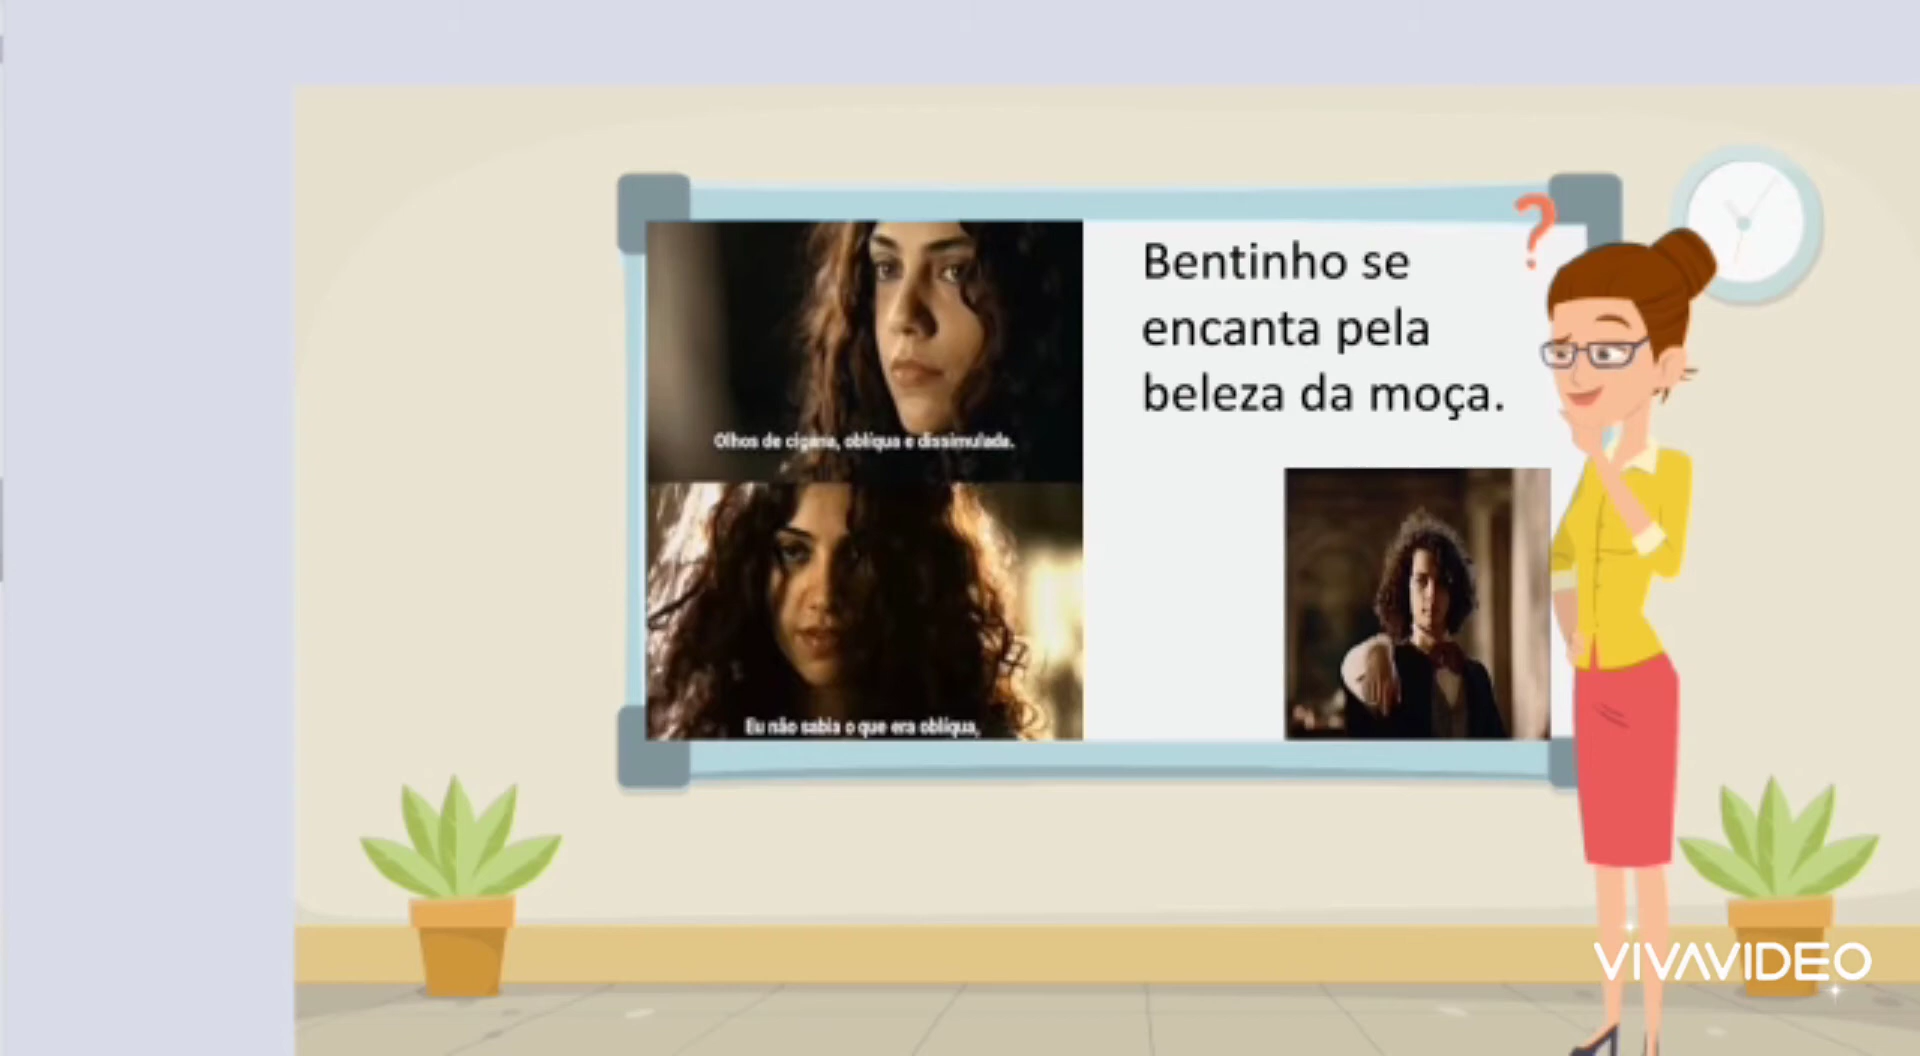 Bentinho se
encanta pela
beleza da moça.
Olhos de cigana, oblíqua e dissimulada.
Eu não sabia o que era oblíqua,
?
VIVAVIDEO